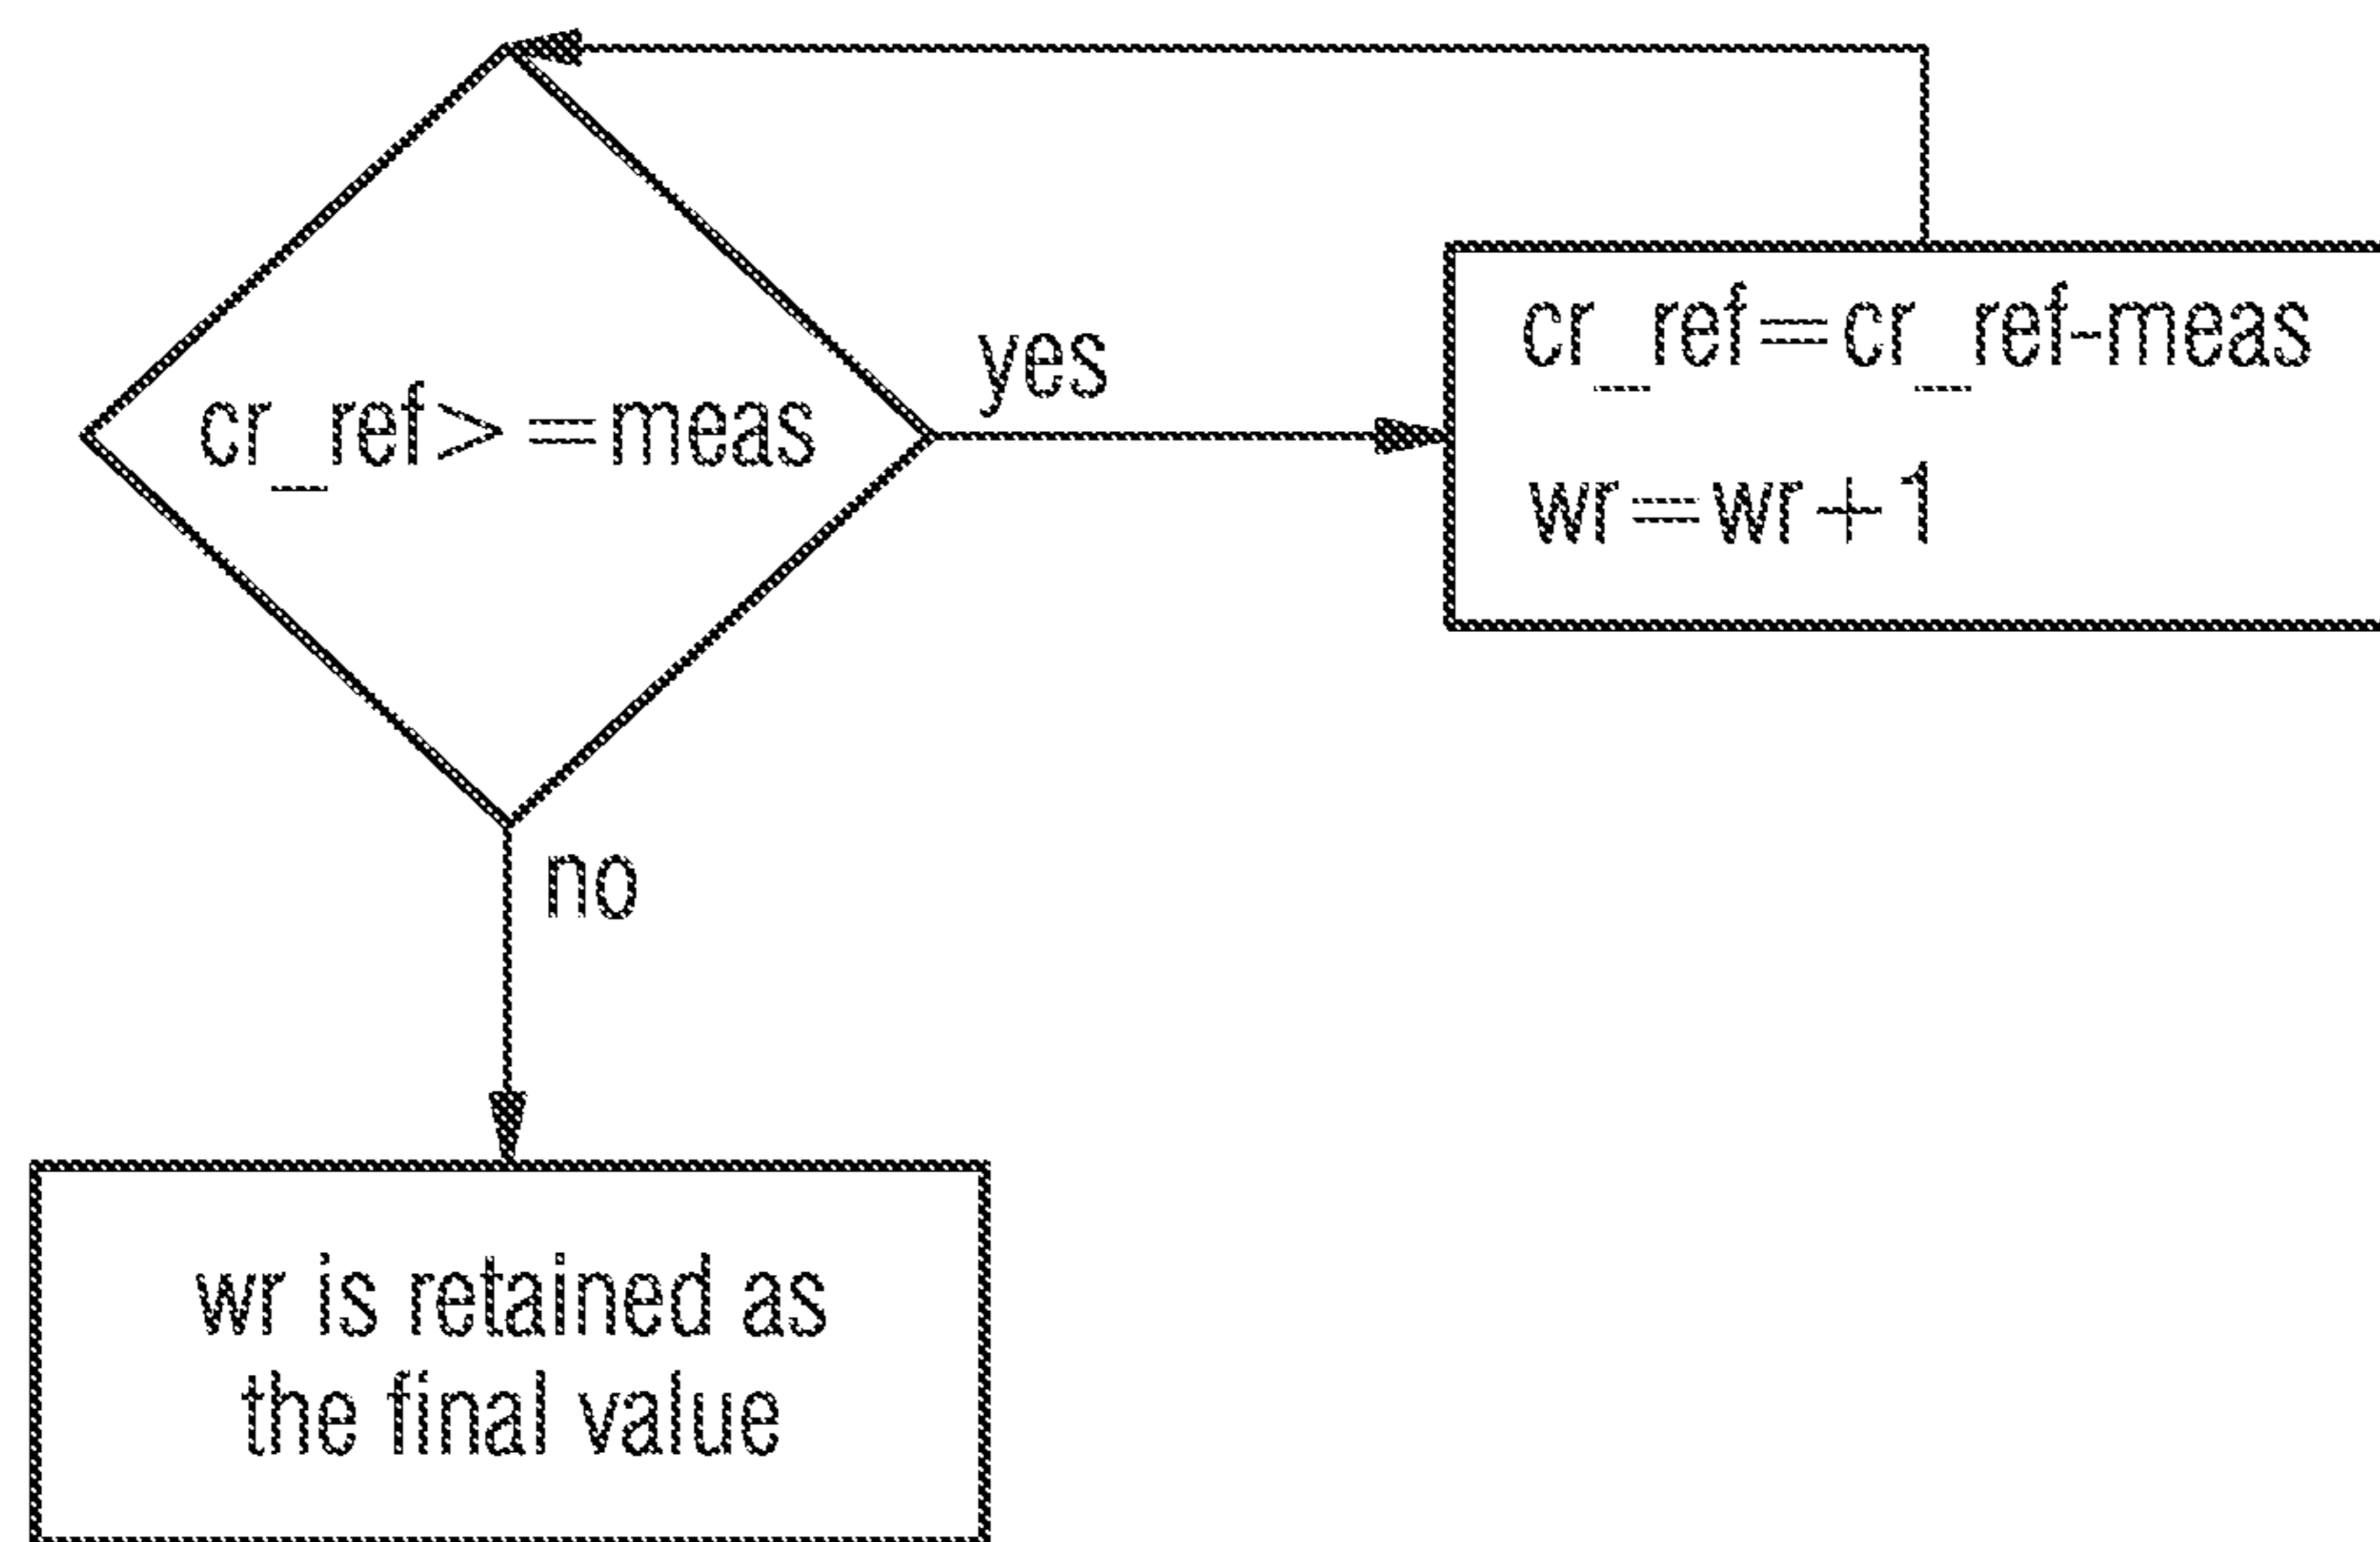 cr_ref> =meas
yes
cr_ref=cr_ref-meas
wr=wr+1
no
wr is retained as
the final value